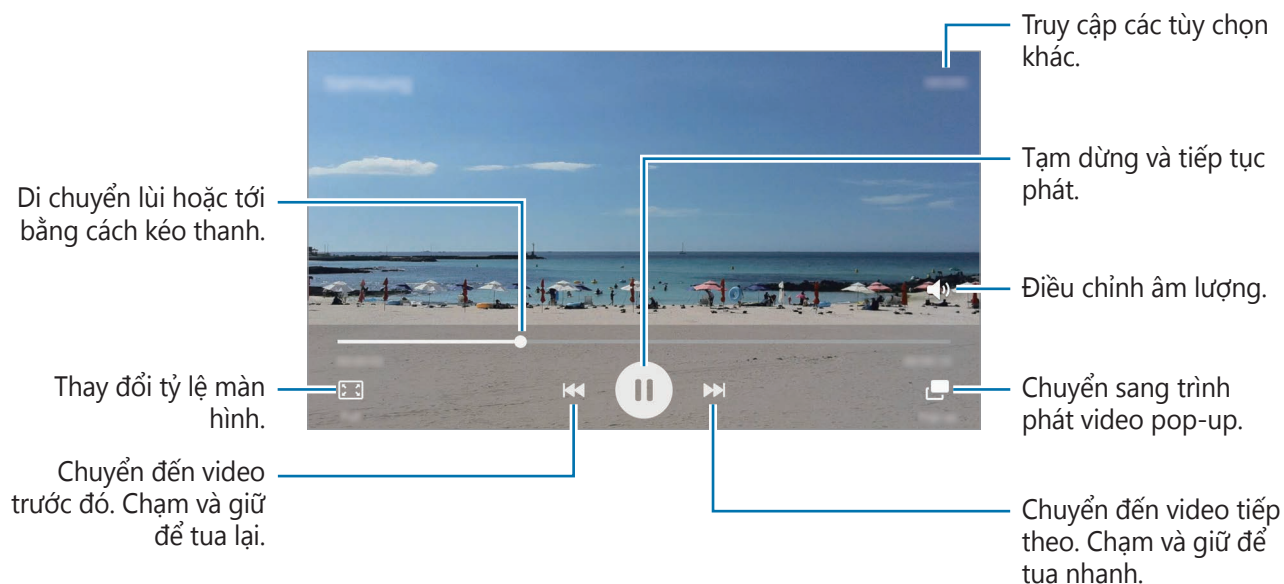 Truy cập các tùy chọn
khác.
Tạm dừng và tiếp tục
phát.
Di chuyển lùi hoặc tới
bằng cách kéo thanh.
Điều chỉnh âm lượng.
Thay đổi tỷ lệ màn
hình.
Chuyển sang trình
phát video pop-up.
Chuyển đến video
trước đó. Chạm và giữ
để tua lại.
Chuyển đến video tiếp
theo. Chạm và giữ để
tua nhanh.